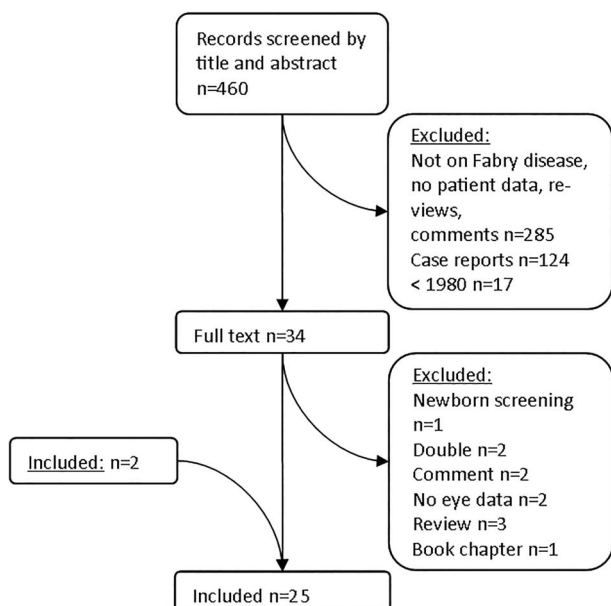 Records screened by
title and abstract
n=460
Excluded:
Not on Fabry disease,
no patient data, re-
views,
comments n=285
Case reports n=124
< 1980 n=17
Full text n=34
Excluded:
Newborn screening
n=1
Double n=2
Comment n=2
No eye data n=2
Review n=3
Book chapter n=1
Included: n=2
Included n=25